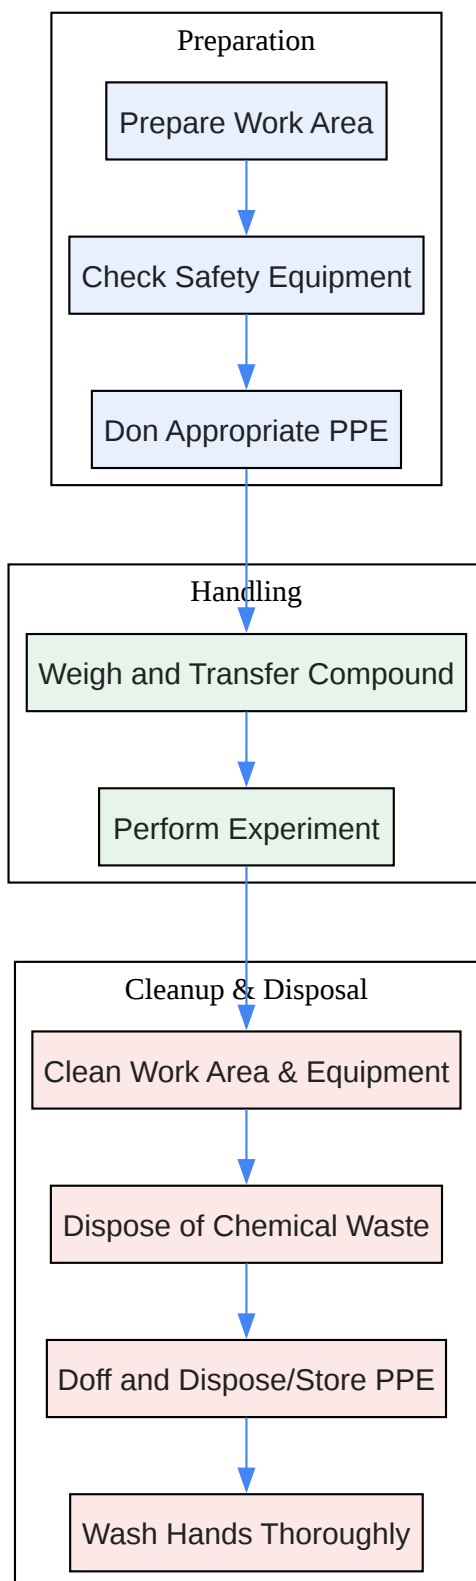 Preparation
Prepare Work Area
Check Safety Equipment
Don Appropriate PPE
Handling
Weigh and Transfer Compound
Perform Experiment
Cleanup & Disposal
Clean Work Area & Equipment
Dispose of Chemical Waste
Doff and Dispose/Store PPE
Wash Hands Thoroughly